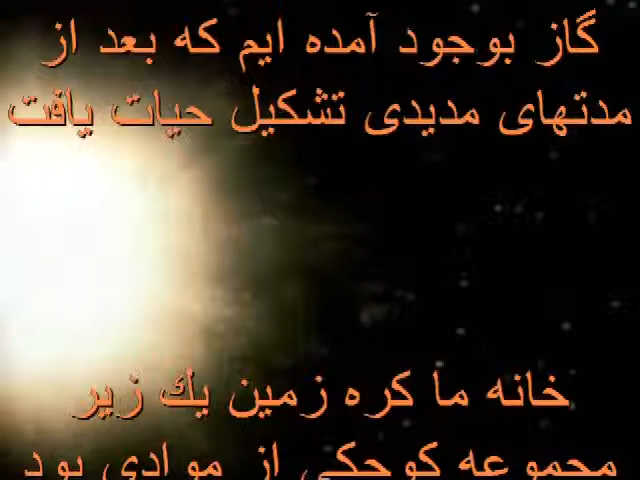 گاز بوجود آمده ایم که بعد از
مدتهای مدیدی تشکیل حیات یافت
خانه ما کره زمین یك زیر
مجموعه کوچکی از موادی بود